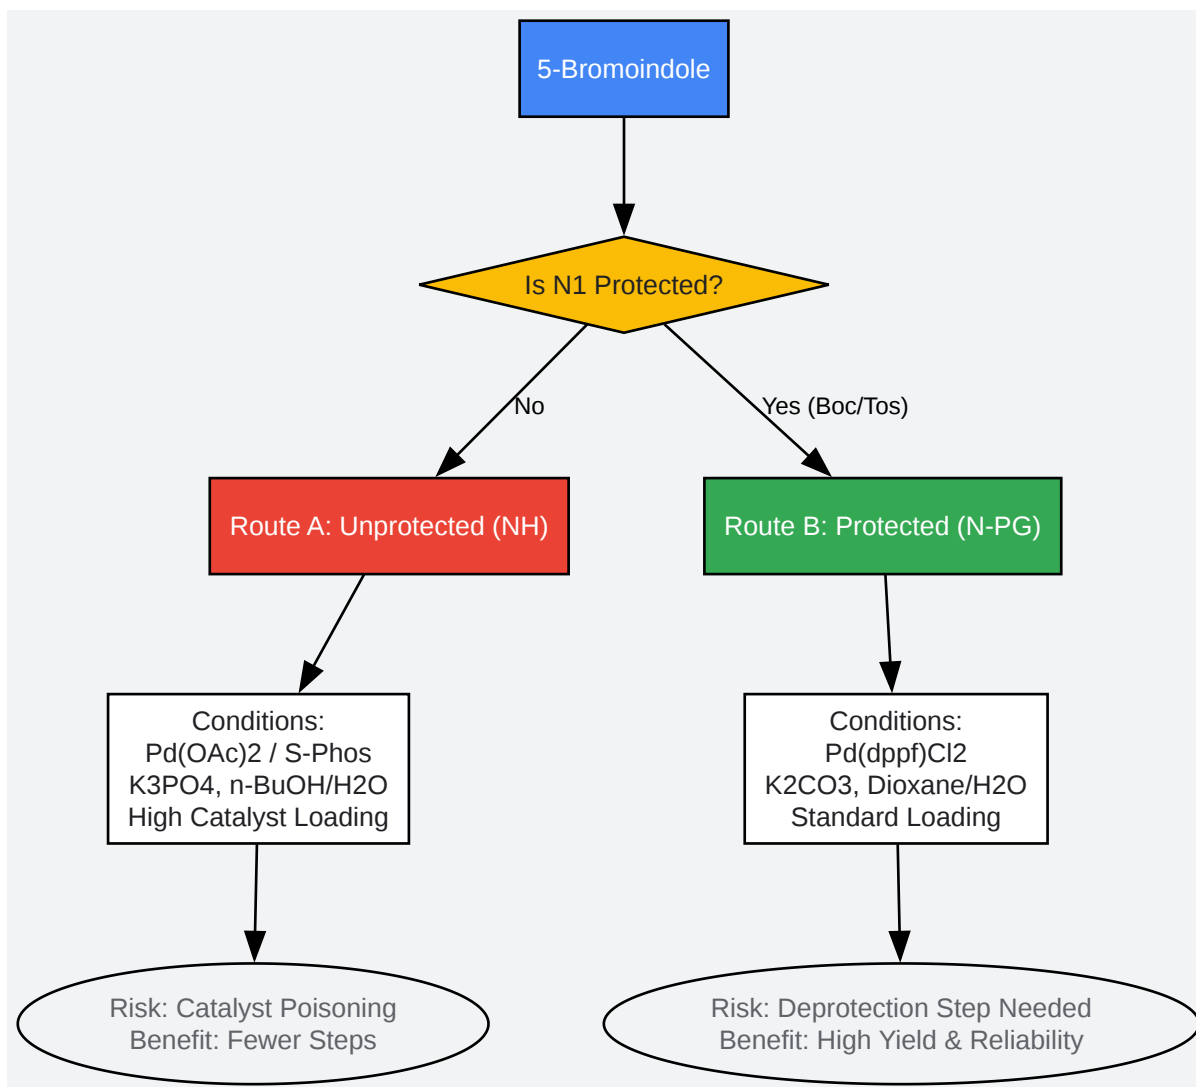 5-Bromoindole
Is N1 Protected?
No
Yes (Boc/Tos)
Route A: Unprotected (NH)
Route B: Protected (N-PG)
Conditions:
Pd(OAc)2 / S-Phos
K3PO4, n-BuOH/H2O
High Catalyst Loading
Conditions:
Pd(dppf)Cl2
K2CO3, Dioxane/H2O
Standard Loading
Risk: Catalyst Poisoning
Benefit: Fewer Steps
Risk: Deprotection Step Needed
Benefit: High Yield & Reliability